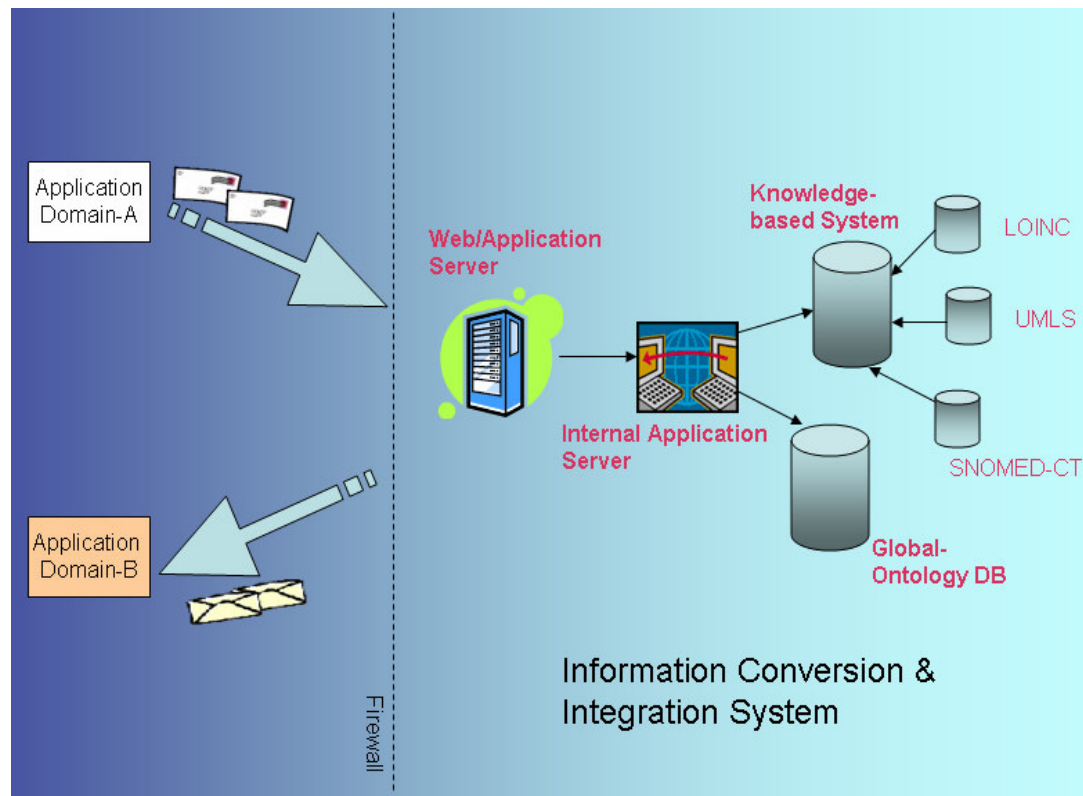 Application
Domain-A
Web/Application
Server
Knowledge-
based System
LOINC
UMLS
SNOMED-CT
Internal Application
Server
Global-
Ontology DB
Application
Domain-B
Firewall
Information Conversion &
Integration System